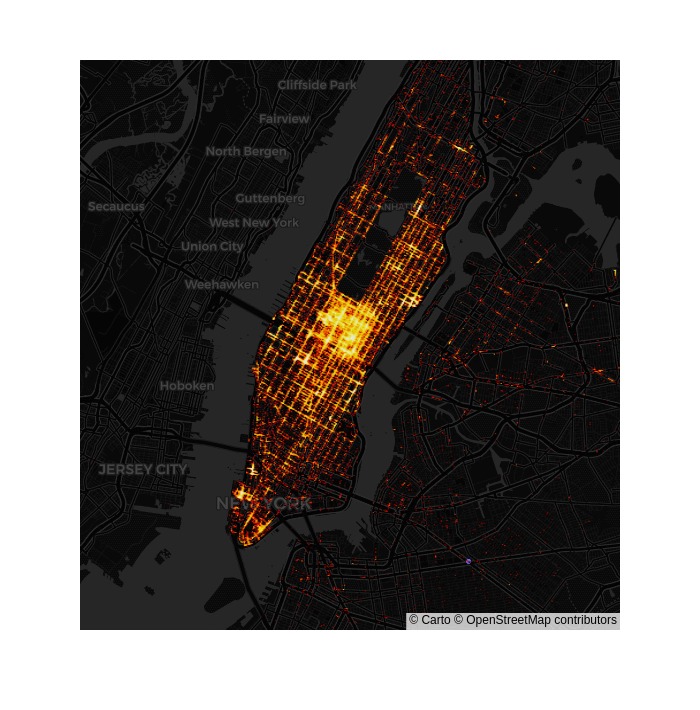 Cliffside Park
Fairview
North Bergen
Guttenberg
Secaucus
MANHATTAN
West New York
Union City
Weehawken
Hoboken
JERSEY CITY
NEW YORK
© Carto © OpenStreetMap contributors